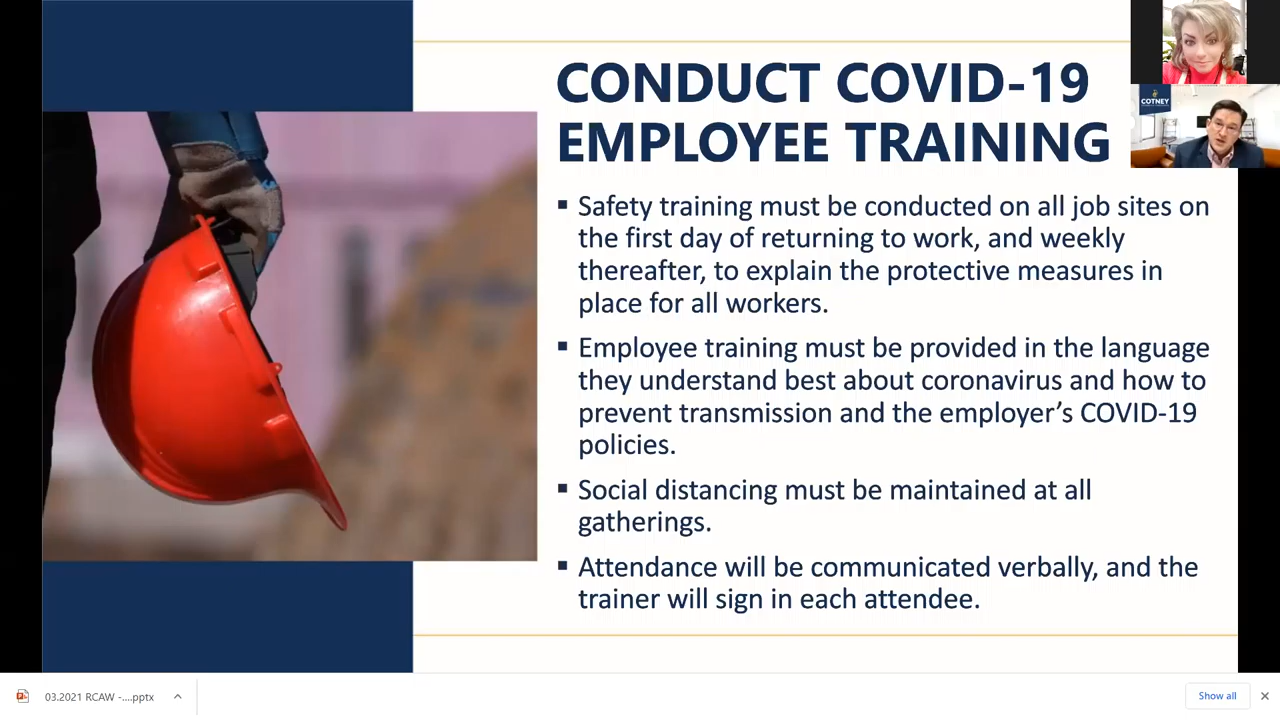 CONDUCT COVID-19
EMPLOYEE TRAINING
COTNEY
▪ Safety training must be conducted on all job sites on
the first day of returning to work, and weekly
thereafter, to explain the protective measures in
place for all workers.
▪ Employee training must be provided in the language
they understand best about coronavirus and how to
prevent transmission and the employer’s COVID-19
policies.
▪ Social distancing must be maintained at all
gatherings.
▪ Attendance will be communicated verbally, and the
trainer will sign in each attendee.
03.2021 RCAW -....pptx
Show all